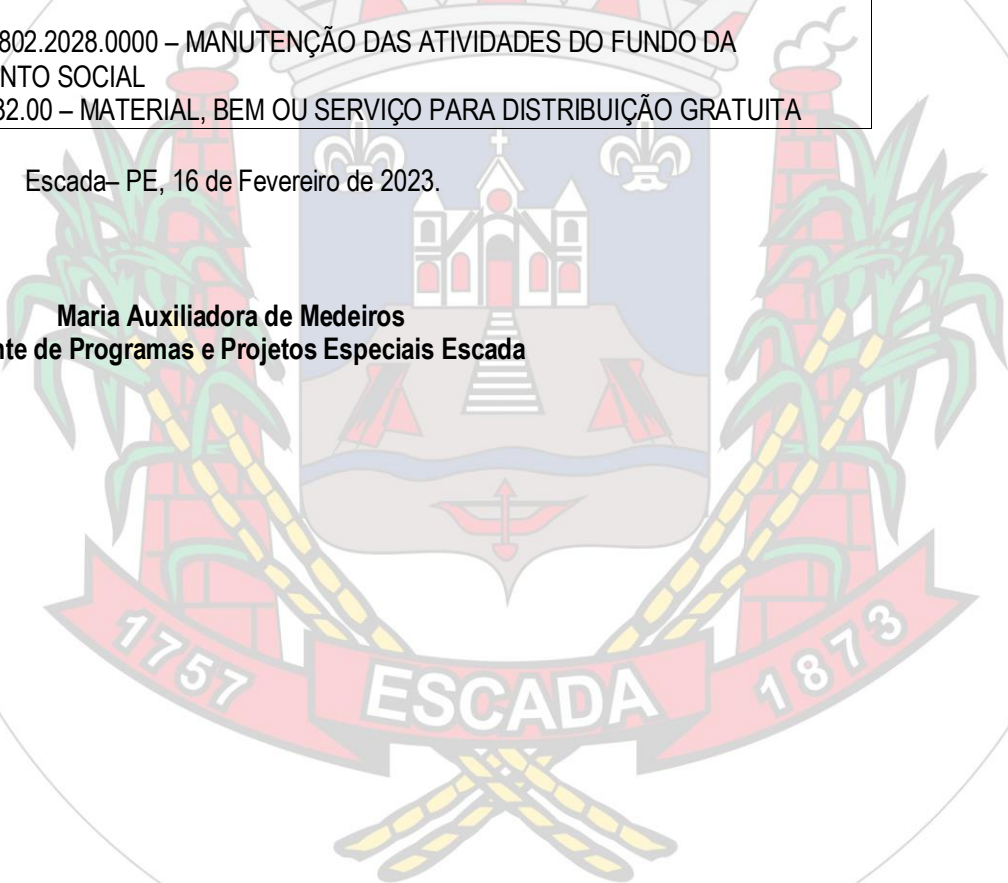 802.2028.0000 – MANUTENÇÃO DAS ATIVIDADES DO FUNDO DA
NTO SOCIAL
32.00 – MATERIAL, BEM OU SERVIÇO PARA DISTRIBUIÇÃO GRATUITA
Escada– PE, 16 de Fevereiro de 2023.
Maria Auxiliadora de Medeiros
nte de Programas e Projetos Especiais Escada
1757 ESCADA 1873